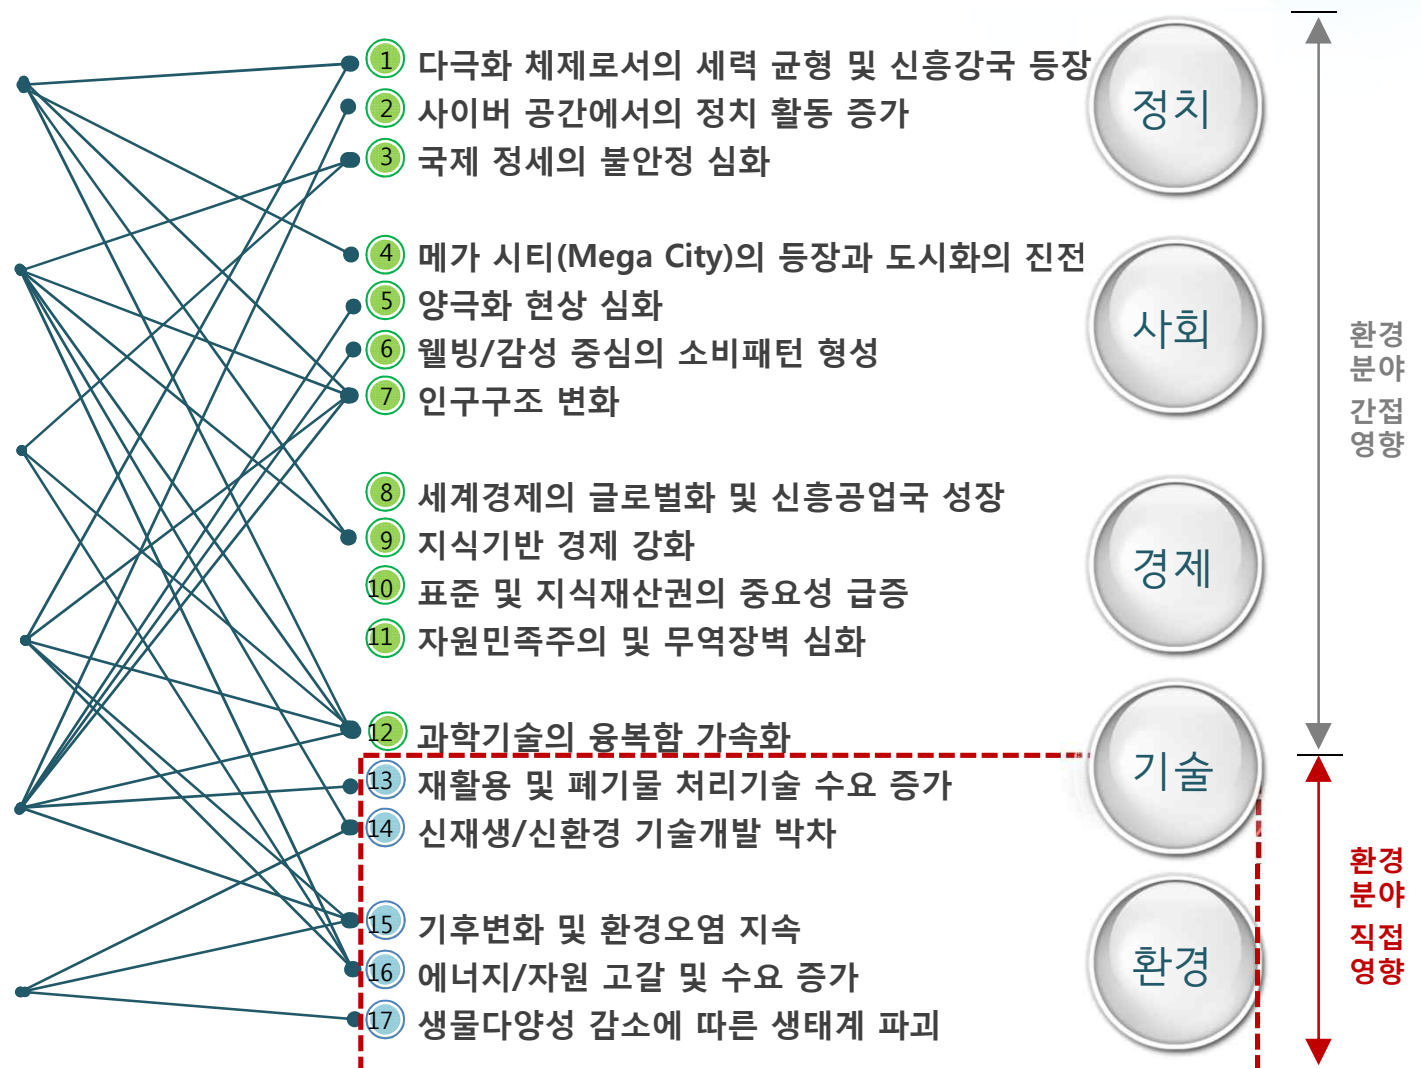 1 다극화 체제로서의 세력 균형 및 신흥강국 등장
2 사이버 공간에서의 정치 활동 증가
3 국제 정세의 불안정 심화
정치
4 메가 시티(Mega City)의 등장과 도시화의 진전
5 양극화 현상 심화
6 웰빙/감성 중심의 소비패턴 형성
7 인구구조 변화
사회
8 세계경제의 글로벌화 및 신흥공업국 성장
9 지식기반 경제 강화
10 표준 및 지식재산권의 중요성 급증
11 자원민족주의 및 무역장벽 심화
경제
12 과학기술의 융복함 가속화
13 재활용 및 폐기물 처리기술 수요 증가
14 신재생/신환경 기술개발 박차
기술
15 기후변화 및 환경오염 지속
16 에너지/자원 고갈 및 수요 증가
17 생물다양성 감소에 따른 생태계 파괴
환경
환경
분야
간접
영향
환경
분야
직접
영향